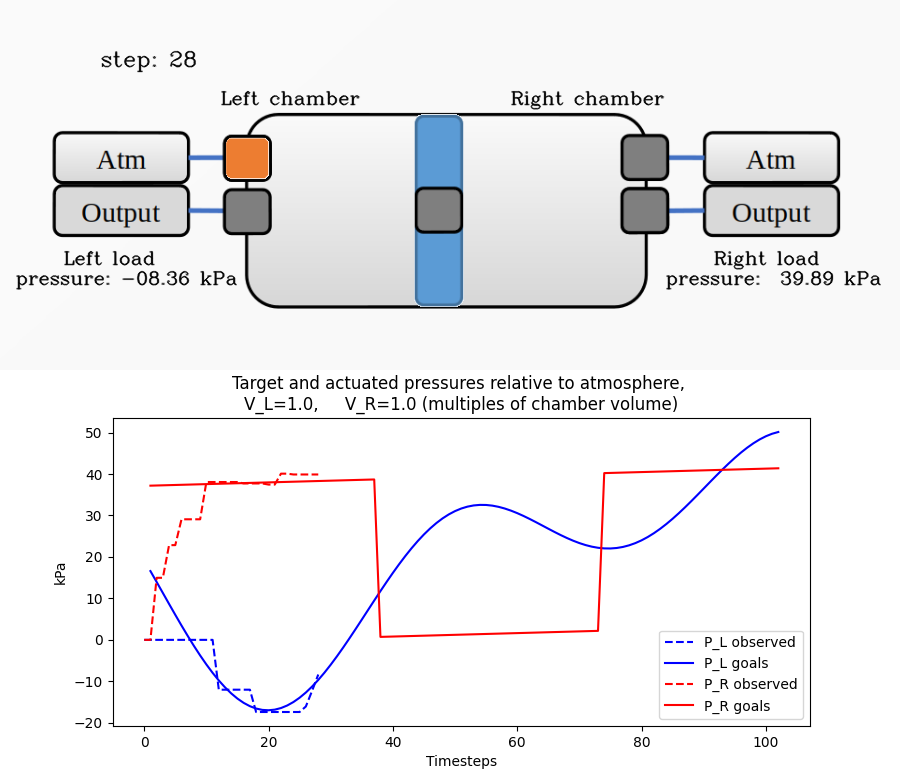 step: 28
Left chamber
Right chamber
Atm
Output
Atm
Output
Left load
pressure: -08.36 kPa
Right load
pressure: 39.89 kPa
Target and actuated pressures relative to atmosphere,
V_L=1.0, V_R=1.0 (multiples of chamber volume)
50
40
30
20
10
0
−10
−20
kPa
0
20
40
60
80
100
Timesteps
P_L observed
P_L goals
P_R observed
P_R goals